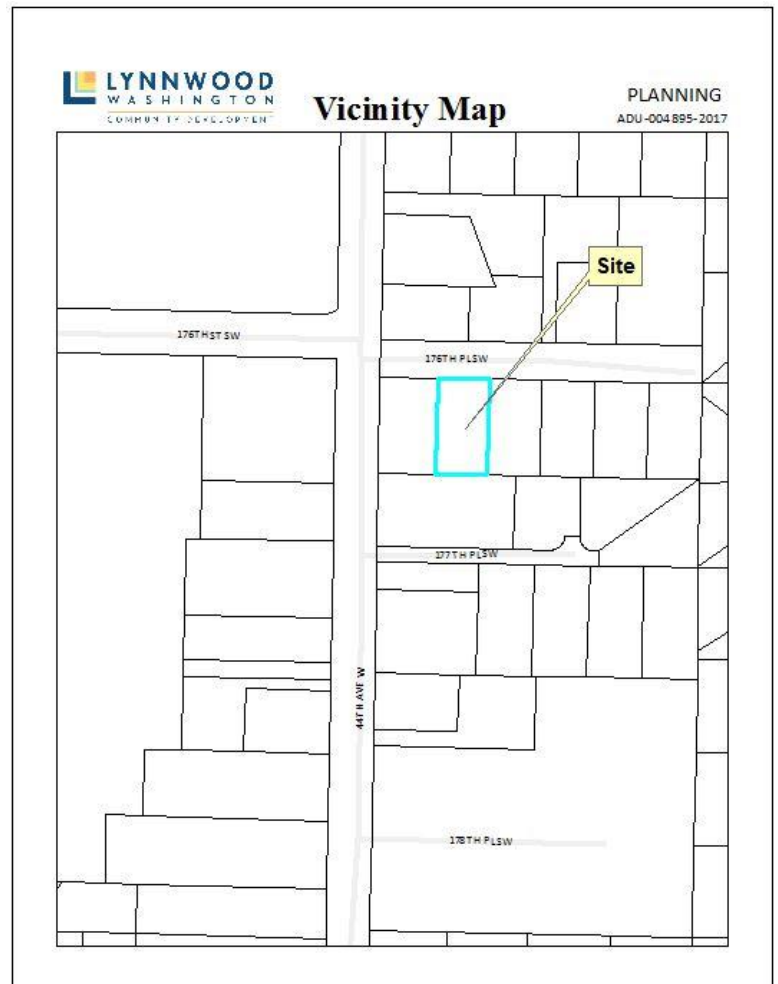 LYNNWOOD
WASHINGTON
COMMUNITY DEVELOPMENT
Vicinity Map
PLANNING
ADU-004895-2017
Site
176TH ST SW
176TH PL SW
177TH PL SW
44TH AVE W
178TH PL SW